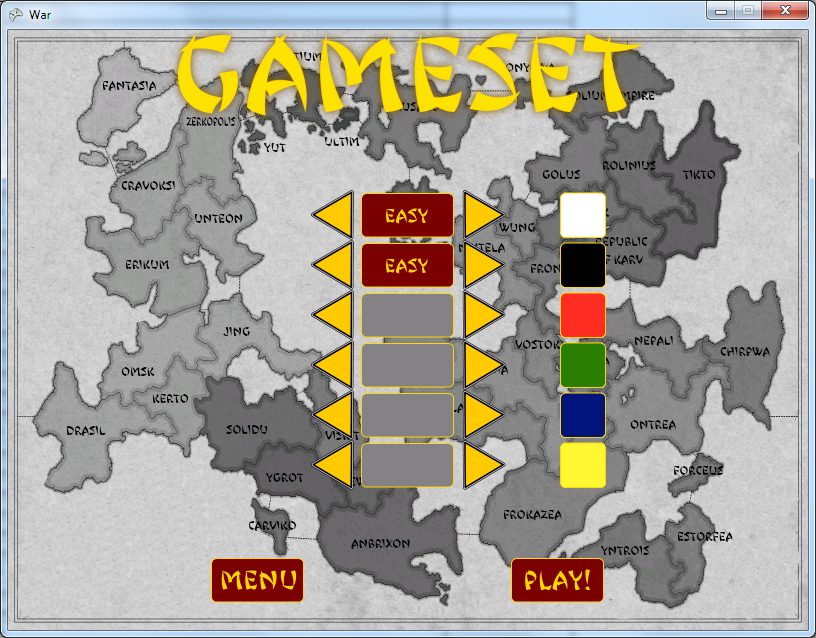 War
GAMESET
FANTASIA
ZERKOPOLIS
YUT
ULTIM
CRAVOKSI
GOLUS
ROLINIUS
TIKTO
UNTEON
EASY
WUNG
ERIKUM
EASY
REPUBLIC
OF KARV
JING
VOSTOK
NEPALI
CHIRPWA
OMSK
KERTO
DRASIL
SOLIDU
ONTREA
YGROT
FORCEUS
CARVIKO
FROKAZEA
ANBRIXON
YNTROIS
ESTORFEA
MENU
PLAY!